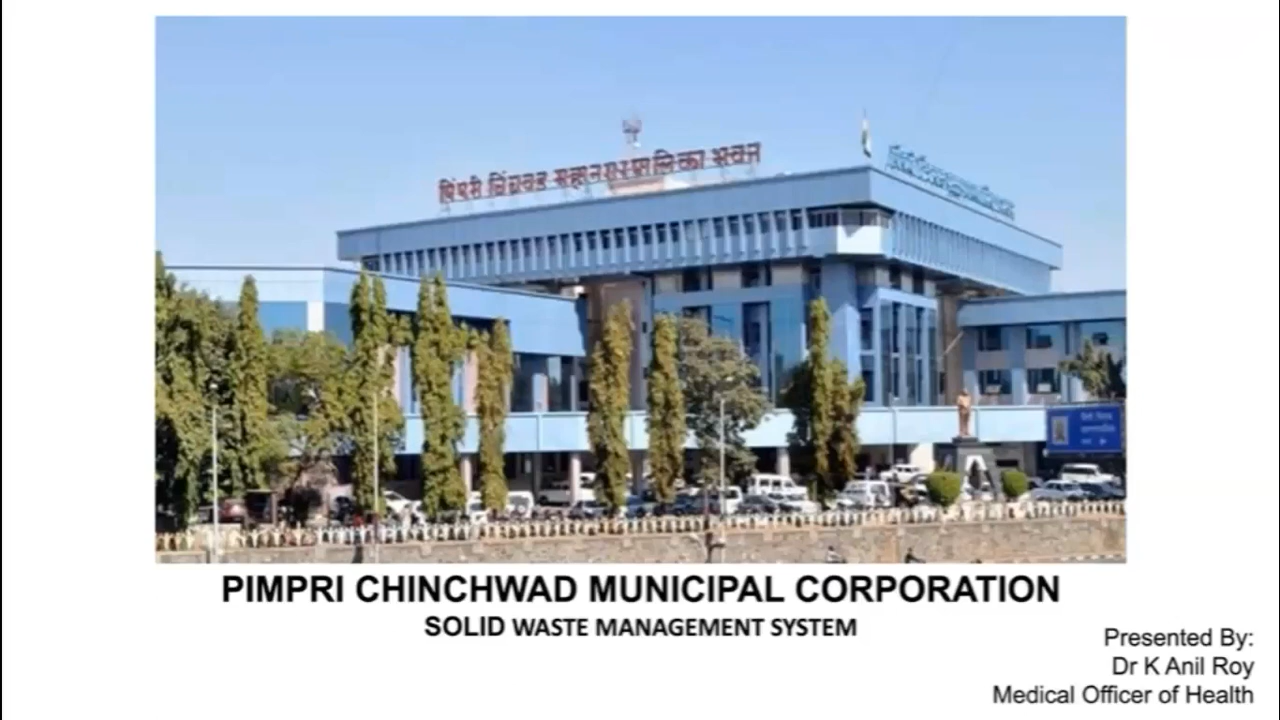 पिंपरी चिंचवड महानगरपालिका भवन
PIMPRI CHINCHWAD MUNICIPAL CORPORATION
SOLID WASTE MANAGEMENT SYSTEM
Presented By:
Dr K Anil Roy
Medical Officer of Health